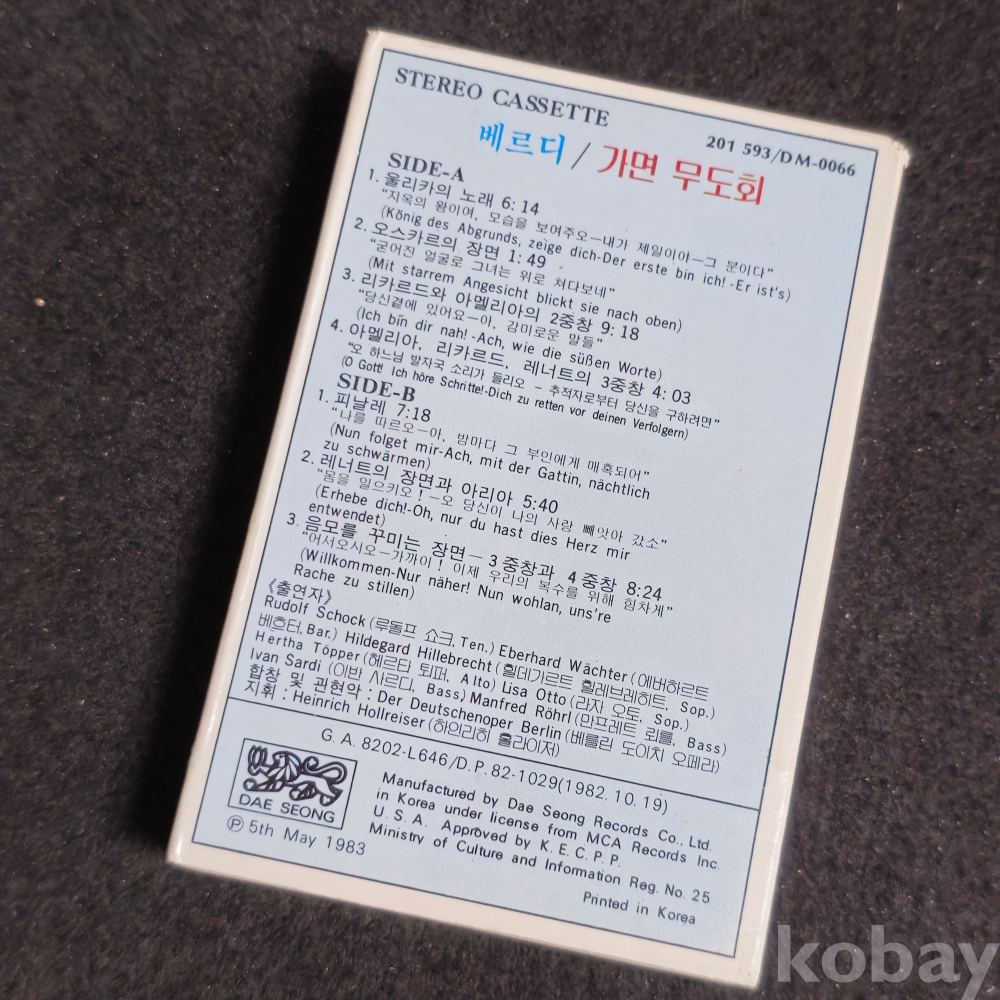 STEREO CASSETTE
201 593/DM-0066
베르디/가면 무도회
SIDE-A
1. 울리카의 노래 6:14
"지옥의 왕이여, 모습을 보여주오—내가 제일이야—그 분이다"
(König des Abgrunds, zeige dich-Der erste bin ich!-Er ist's)
2. 오스카르의 장면 1:49
"굳어진 얼굴로 그녀는 위로 쳐다보네"
(Mit starrem Angesicht blickt sie nach oben)
3. 리카르드와 아멜리아의 2중창 9:18
"당신곁에 있어요—아, 감미로운 말들"
(Ich bin dir nah!-Ach, wie die süßen Worte)
4. 아멜리아, 리카르드, 레너트의 3중창 4:03
"오 하느님 발자국 소리가 들리오 – 추적자로부터 당신을 구하려면"
(O Gott! Ich höre Schritte!-Dich zu retten vor deinen Verfolgern)
SIDE-B
1. 피날레 7:18
"나를 따르오—아, 밤마다 그 부인에게 매혹되어"
(Nun folget mir-Ach, mit der Gattin, nächtlich
zu schwärmen)
2. 레너트의 장면과 아리아 5:40
"몸을 일으키오!—오 당신이 나의 사랑 빼앗아 갔소"
(Erhebe dich!-Oh, nur du hast dies Herz mir
entwendet)
3. 음모를 꾸미는 장면— 3중창과 4중창 8:24
"어서오시오—가까이! 이제 우리의 복수를 위해 힘차게"
(Willkommen-Nur näher! Nun wohlan, uns're
Rache zu stillen)
《출연자》
Rudolf Schock (루돌프 쇼크, Ten.) Eberhard Wächter (에버하르트
베흐터, Bar.) Hildegard Hillebrecht (힐데가르트 힐레브레히트, Sop.)
Hertha Töpper (헤르타 퇴퍼, Alto) Lisa Otto (리자 오토, Sop.)
Ivan Sardi (이반 사르디, Bass) Manfred Röhrl (만프레트 뢰를, Bass)
합창 및 관현악: Der Deutschenoper Berlin (베를린 도이치 오페라)
지휘: Heinrich Hollreiser (하인리히 홀라이저)
G. A. 8202-L646/D.P. 82-1029(1982.10.19)
DAE SEONG
Ⓟ 5th May 1983
Manufactured by Dae Seong Records Co., Ltd.
in Korea under license from MCA Records Inc.
U. S. A. Approved by K. E. C. P. P.
Ministry of Culture and Information Reg. No. 25
Printed in Korea
kobay